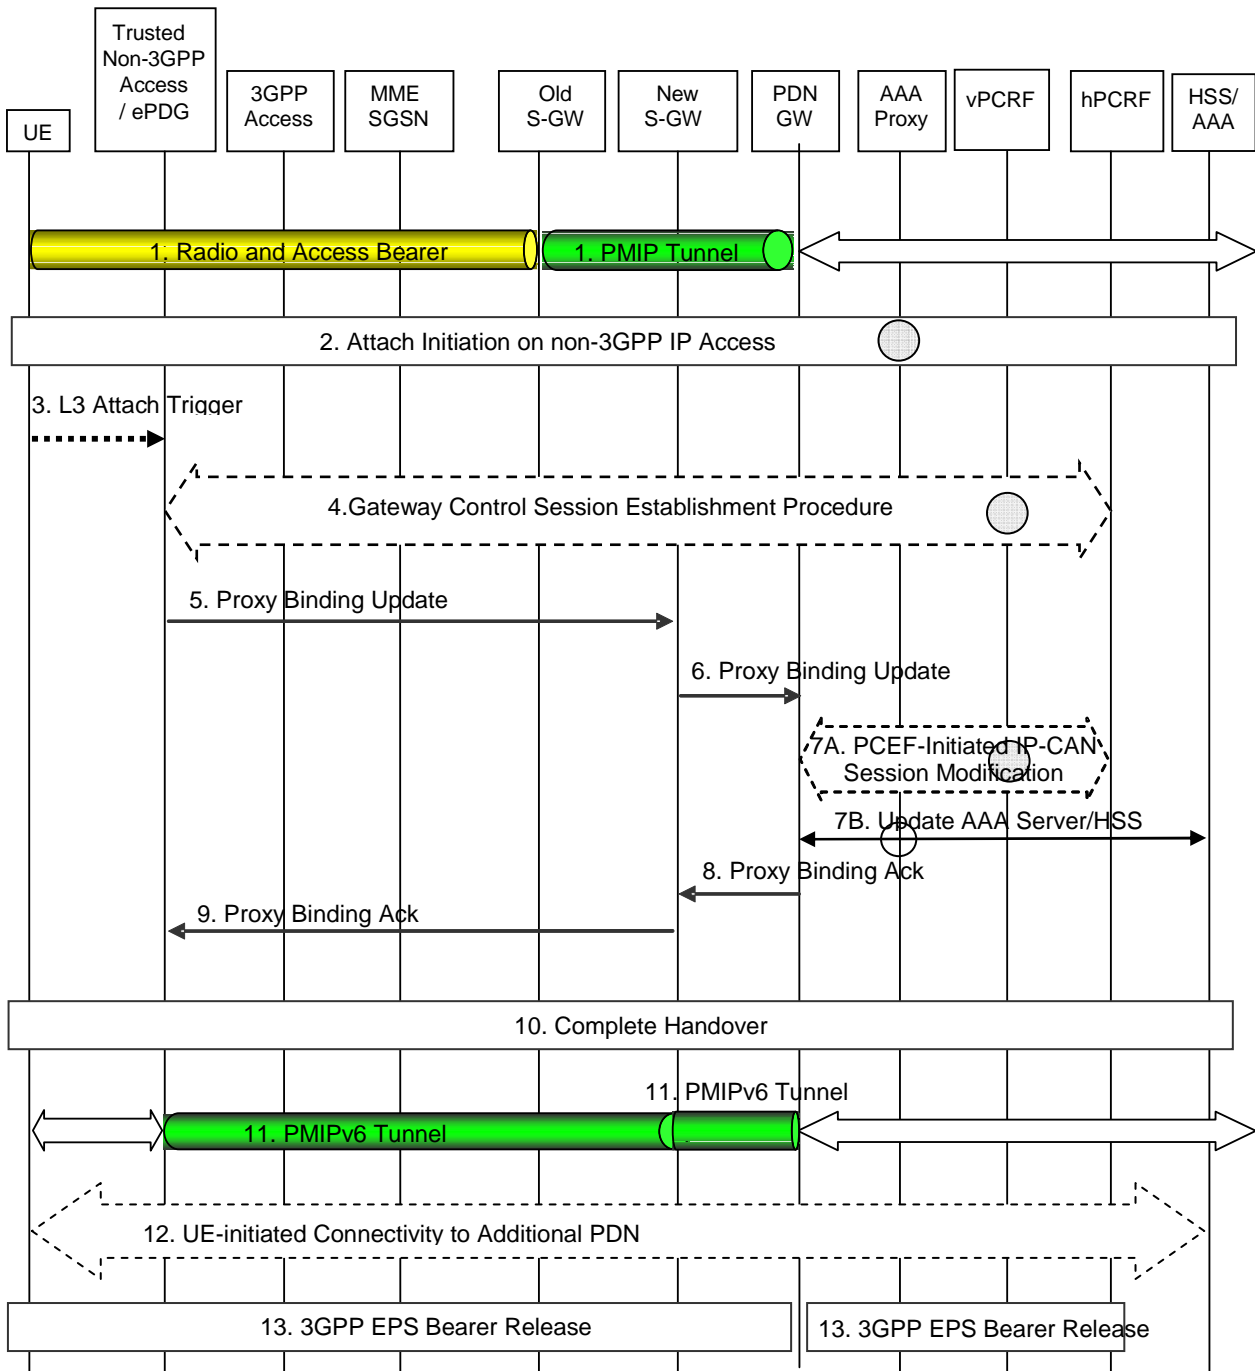 UE
Trusted
Non-3GPP
Access
/ ePDG
3GPP
Access
MME
SGSN
Old
S-GW
New
S-GW
PDN
GW
AAA
Proxy
vPCRF
hPCRF
HSS/
AAA
1. Radio and Access Bearer
1. PMIP Tunnel
2. Attach Initiation on non-3GPP IP Access
3. L3 Attach Trigger
4.Gateway Control Session Establishment Procedure
5. Proxy Binding Update
6. Proxy Binding Update
7A. PCEF-Initiated IP-CAN
Session Modification
7B. Update AAA Server/HSS
8. Proxy Binding Ack
9. Proxy Binding Ack
10. Complete Handover
11. PMIPv6 Tunnel
11. PMIPv6 Tunnel
12. UE-initiated Connectivity to Additional PDN
13. 3GPP EPS Bearer Release
13. 3GPP EPS Bearer Release